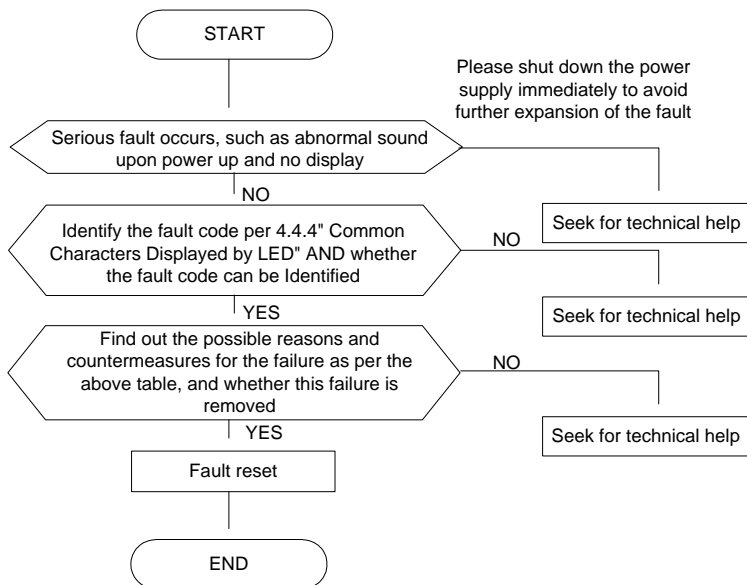 START
Please shut down the power
supply immediately to avoid
further expansion of the fault
Serious fault occurs, such as abnormal sound
upon power up and no display
NO
Seek for technical help
Identify the fault code per 4.4.4" Common
Characters Displayed by LED" AND whether
the fault code can be Identified
NO
YES
Seek for technical help
Find out the possible reasons and
countermeasures for the failure as per the
above table, and whether this failure is
removed
NO
YES
Seek for technical help
Fault reset
END